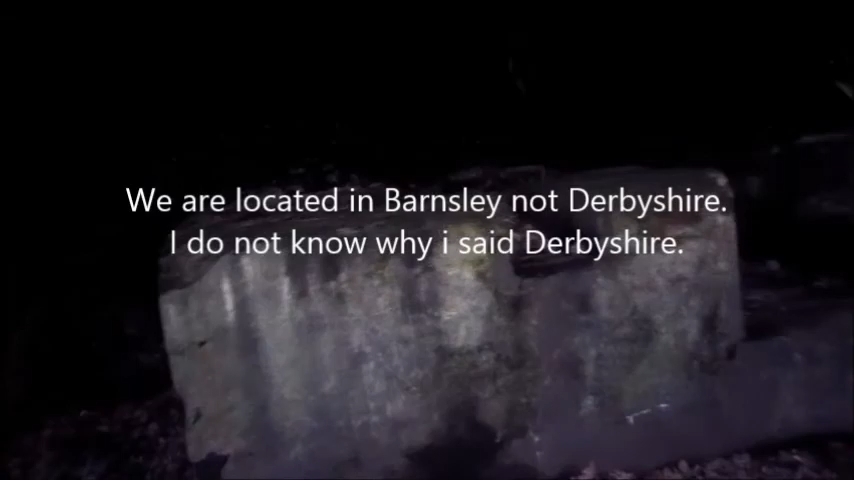 We are located in Barnsley not Derbyshire.
I do not know why i said Derbyshire.